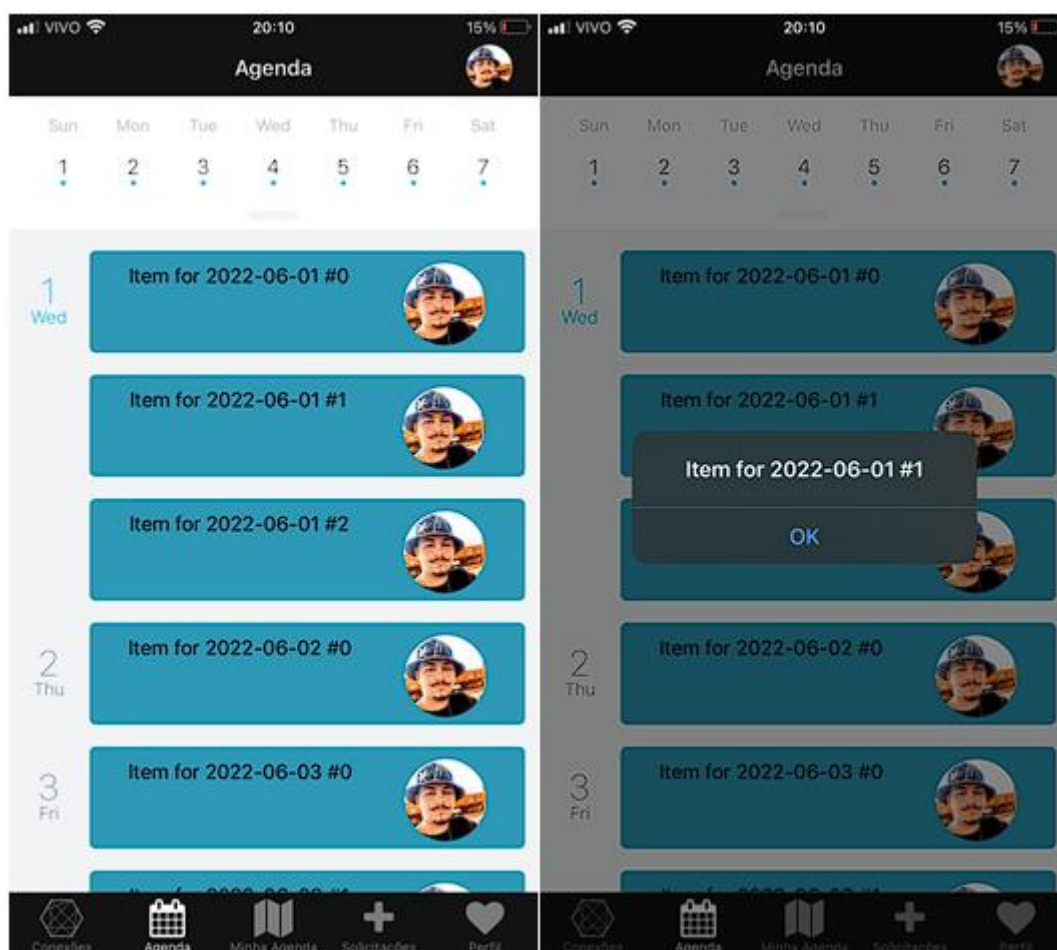 VIVO 20:10 15%
Agenda
Sun Mon Tue Wed Thu Fri Sat
1 2 3 4 5 6 7
1
Wed
Item for 2022-06-01 #0
Item for 2022-06-01 #1
Item for 2022-06-01 #2
2
Thu
Item for 2022-06-02 #0
3
Fri
Item for 2022-06-03 #0
Conexões Agenda Minha Agenda Solicitações Perfil
VIVO 20:10 15%
Agenda
Sun Mon Tue Wed Thu Fri Sat
1 2 3 4 5 6 7
1
Wed
Item for 2022-06-01 #0
Item for 2022-06-01 #1
Item for 2022-06-01 #1
OK
2
Thu
Item for 2022-06-02 #0
3
Fri
Item for 2022-06-03 #0
Conexões Agenda Minha Agenda Solicitações Perfil